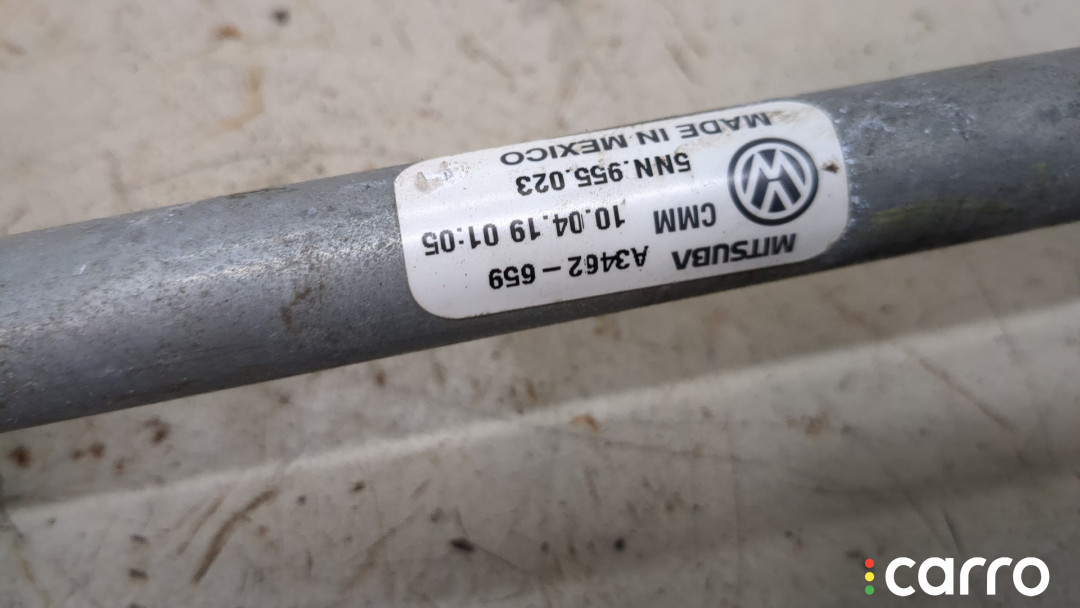 MITSUBA A3462-659
CMM 10.04.19 01:05
5NN.955.023
MADE IN MEXICO
carro